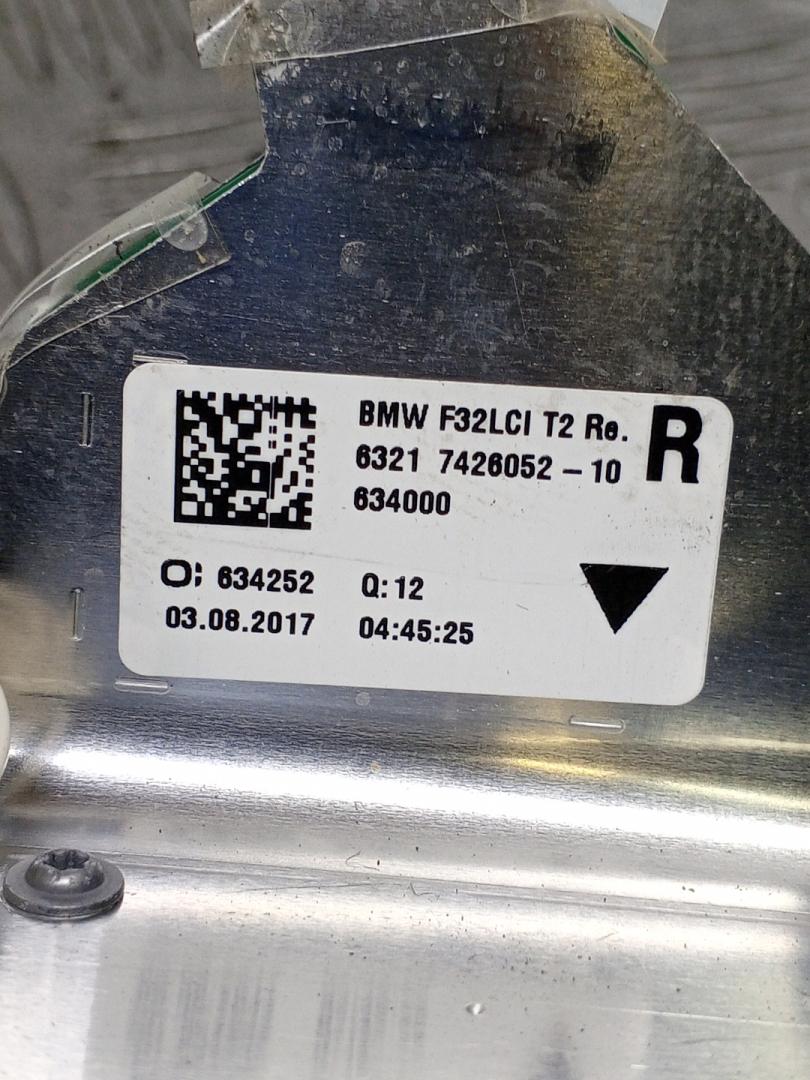 BMW F32LCI T2 Re. R
6321 7426052 – 10
634000
O: 634252 Q: 12
03.08.2017 04:45:25